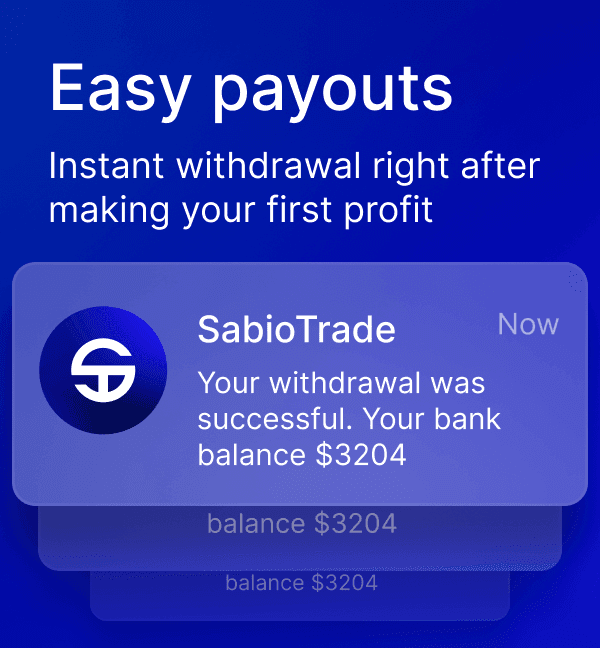 Easy payouts
Instant withdrawal right after
making your first profit
SabioTrade
Now
Your withdrawal was
successful. Your bank
balance $3204
balance $3204
balance $3204